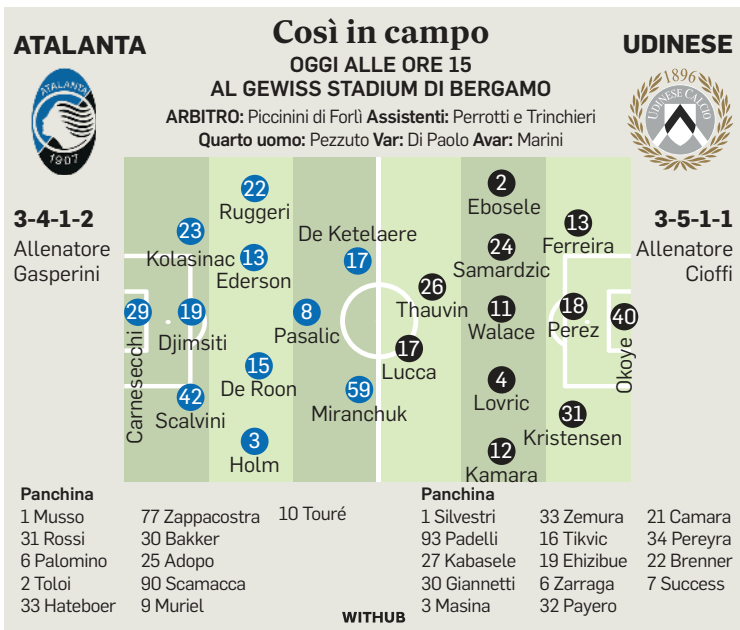 Così in campo
OGGI ALLE ORE 15
AL GEWISS STADIUM DI BERGAMO
ARBITRO: Piccinini di Forlì Assistenti: Perrotti e Trinchieri
Quarto uomo: Pezzuto Var: Di Paolo Avar: Marini
ATALANTA
ATALANTA
1907
3-4-1-2
Allenatore
Gasperini
UDINESE
1896
UDINESE CALCIO
3-5-1-1
Allenatore
Cioffi
29
Carnesecchi
23
Kolasinac
19
Djimsiti
42
Scalvini
22
Ruggeri
13
Ederson
15
De Roon
3
Holm
8
Pasalic
De Ketelaere
17
59
Miranchuk
26
Thauvin
17
Lucca
2
Ebosele
24
Samardzic
11
Walace
4
Lovric
12
Kamara
13
Ferreira
18
Perez
31
Kristensen
40
Okoye
Panchina
1 Musso
31 Rossi
6 Palomino
2 Toloi
33 Hateboer
77 Zappacostra
30 Bakker
25 Adopo
90 Scamacca
9 Muriel
10 Touré
Panchina
1 Silvestri
93 Padelli
27 Kabasele
30 Giannetti
3 Masina
33 Zemura
16 Tikvic
19 Ehizibue
6 Zarraga
32 Payero
21 Camara
34 Pereyra
22 Brenner
7 Success
WITHUB